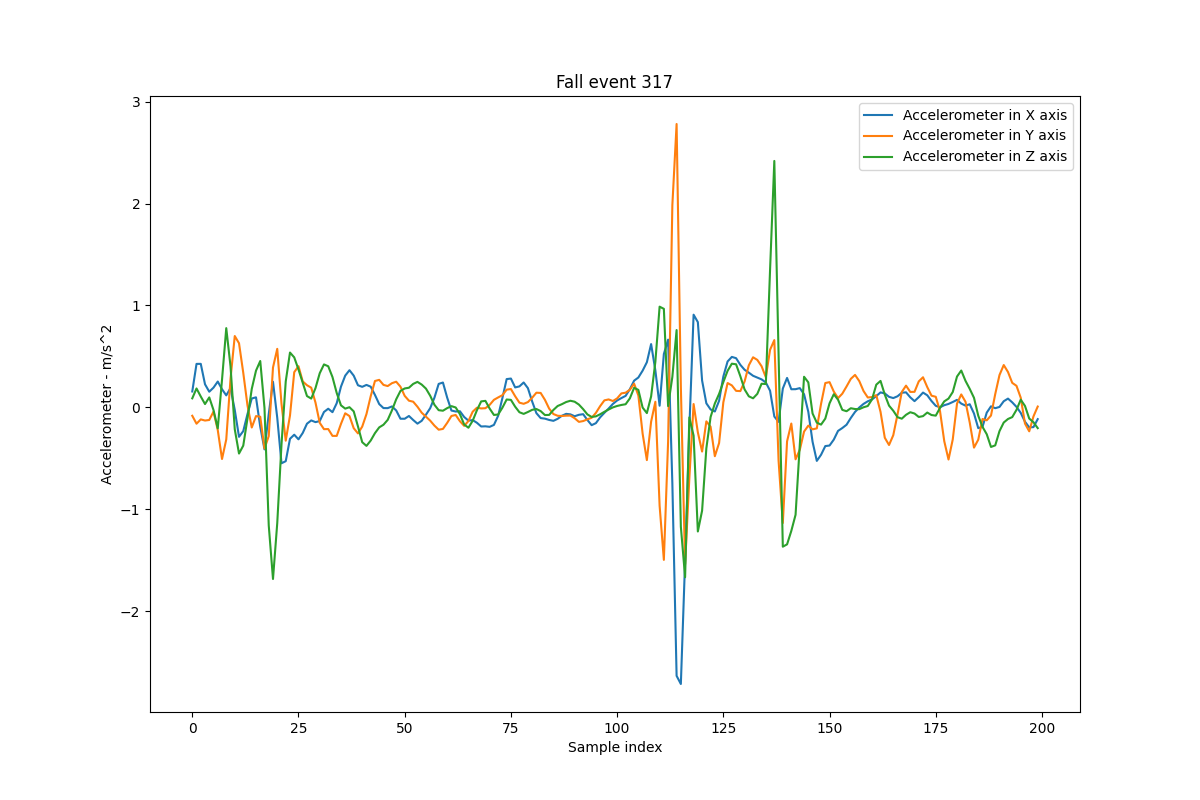 Fall event 317
Accelerometer in X axis
Accelerometer in Y axis
Accelerometer in Z axis
3
2
1
0
−1
−2
Accelerometer - m/s^2
0 25 50 75 100 125 150 175 200
Sample index